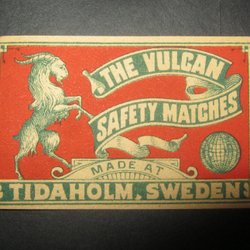 THE VULCAN
SAFETY MATCHES
MADE AT
TIDAHOLM, SWEDEN